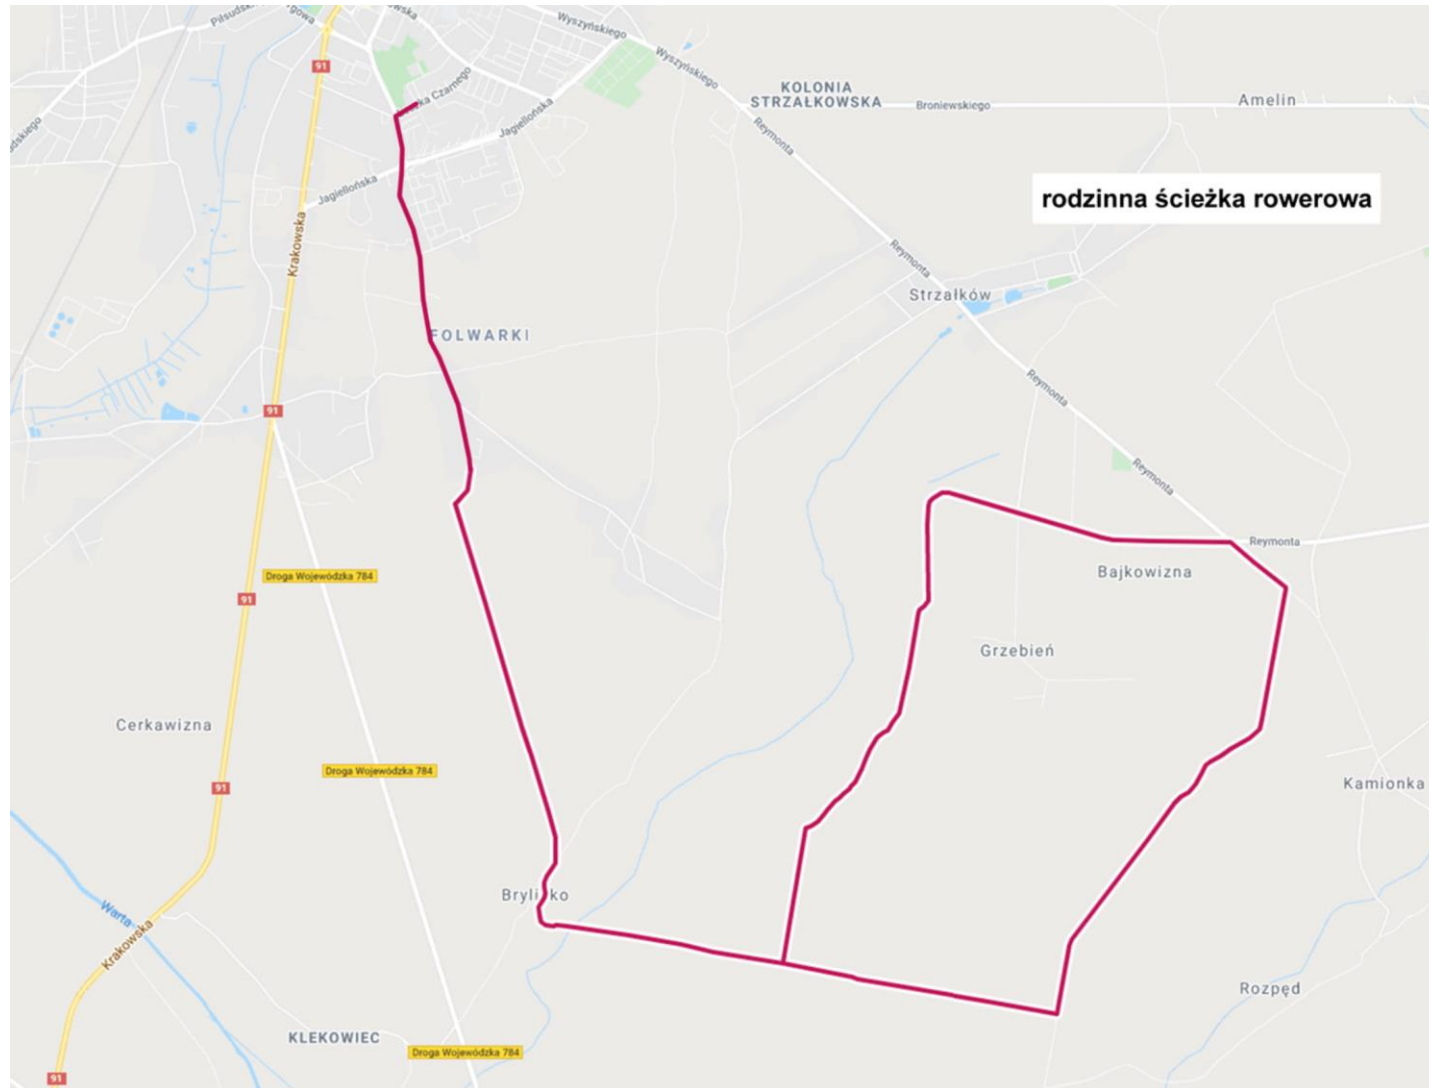 Wyszyńskiego
91
Wyszyńskiego
Czarnego
KOLONIA
STRZAŁKOWSKA
Broniewskiego
Amelin
Jagiellońska
Reymonta
Jagiellońska
rodzinna ścieżka rowerowa
Krakowska
Reymonta
Strzałków
FOLWARKI
Reymonta
91
Reymonta
Reymonta
Droga Wojewódzka 784
Bajkowizna
91
Grzebień
Cerkawizna
Droga Wojewódzka 784
Kamionka
91
Warta
Krakowska
Rozpęd
KLEKOWIEC
Droga Wojewódzka 784
91